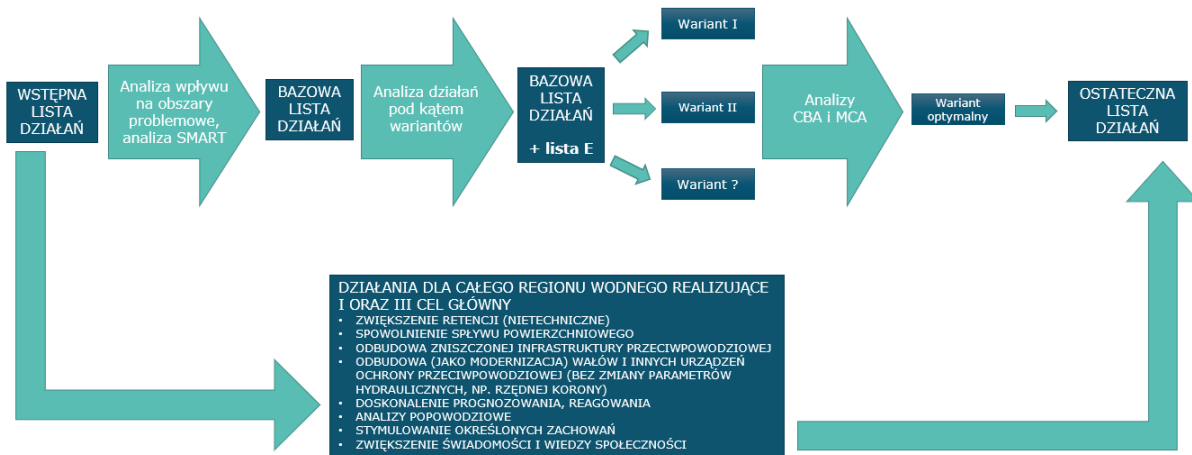 WSTĘPNA
LISTA
DZIAŁAŃ
Analiza wpływu
na obszary
problemowe,
analiza SMART
BAZOWA
LISTA
DZIAŁAŃ
Analiza działań
pod kątem
wariantów
BAZOWA
LISTA
DZIAŁAŃ
+ lista E
Wariant I
Wariant II
Wariant ?
Analizy
CBA i MCA
Wariant
optymalny
OSTATECZNA
LISTA
DZIAŁAŃ
DZIAŁANIA DLA CAŁEGO REGIONU WODNEGO REALIZUJĄCE
I ORAZ III CEL GŁÓWNY
• ZWIĘKSZENIE RETENCJI (NIETECHNICZNE)
• SPOWOLNIENIE SPŁYWU POWIERZCHNIOWEGO
• ODBUDOWA ZNISZCZONEJ INFRASTRUKTURY PRZECIWPOWODZIOWEJ
• ODBUDOWA (JAKO MODERNIZACJA) WAŁÓW I INNYCH URZĄDZEŃ
OCHRONY PRZECIWPOWODZIOWEJ (BEZ ZMIANY PARAMETRÓW
HYDRAULICZNYCH, NP. RZĘDNEJ KORONY)
• DOSKONALENIE PROGNOZOWANIA, REAGOWANIA
• ANALIZY POPOWODZIOWE
• STYMULOWANIE OKREŚLONYCH ZACHOWAŃ
• ZWIĘKSZENIE ŚWIADOMOŚCI I WIEDZY SPOŁECZNOŚCI